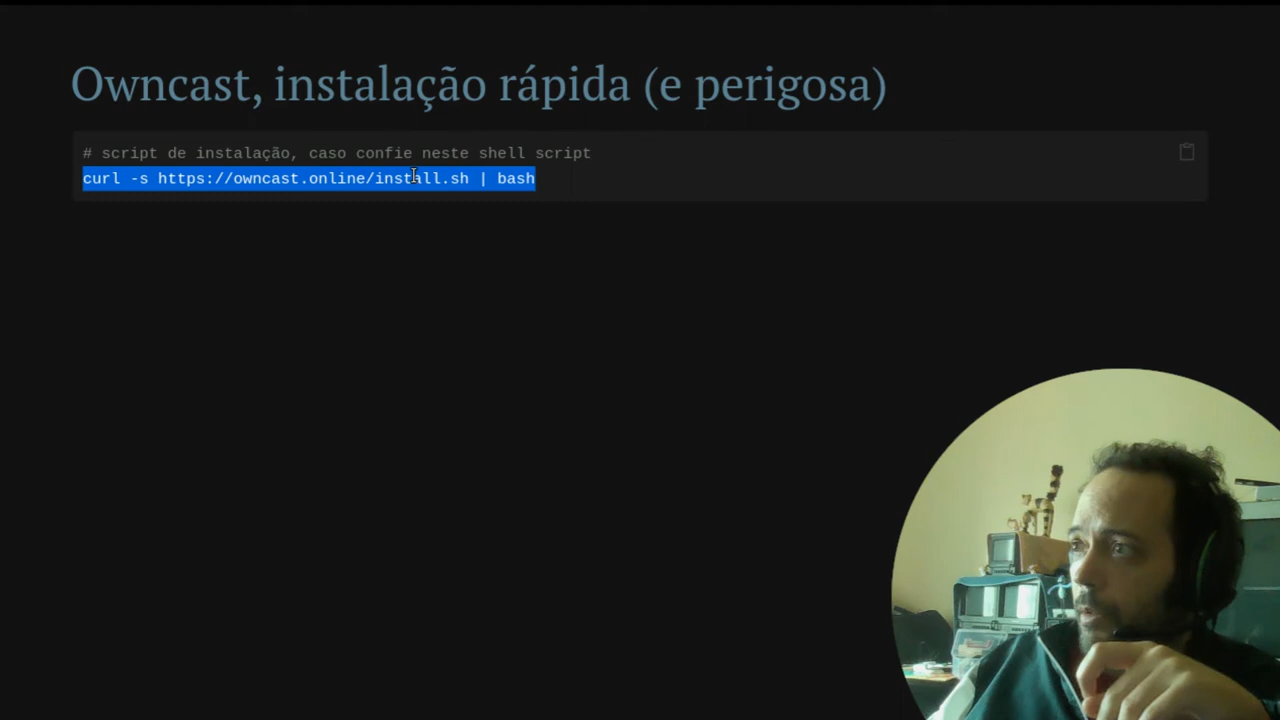 Owncast, instalação rápida (e perigosa)
# script de instalação, caso confie neste shell script
curl -s https://owncast.online/install.sh | bash